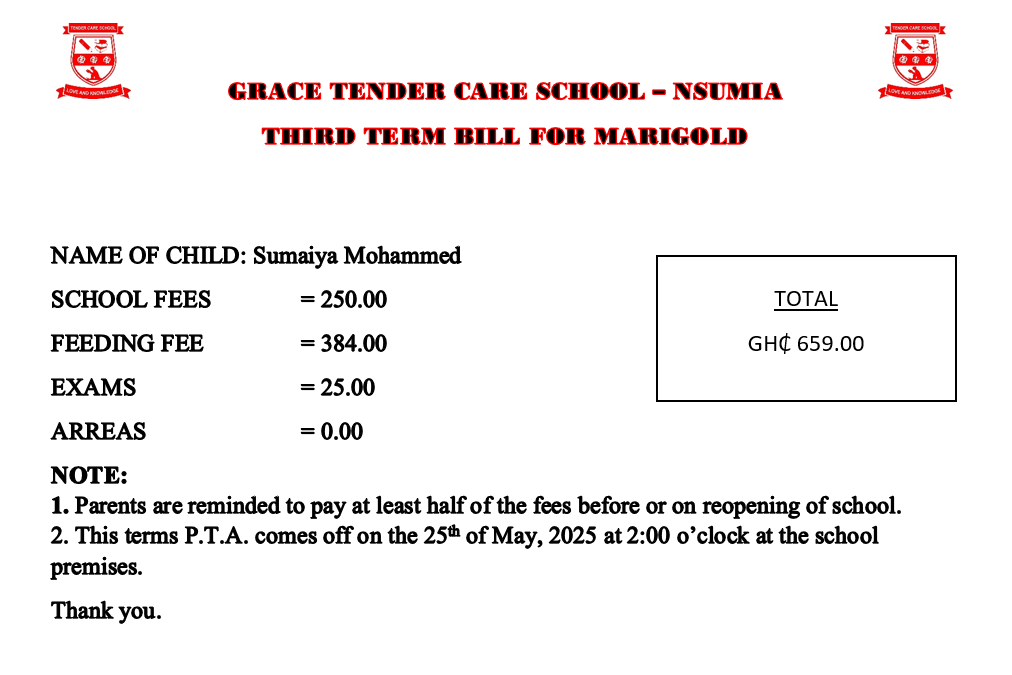 TENDER CARE SCHOOL
LOVE AND KNOWLEDGE
TENDER CARE SCHOOL
LOVE AND KNOWLEDGE
GRACE TENDER CARE SCHOOL – NSUMIA
THIRD TERM BILL FOR MARIGOLD
NAME OF CHILD: Sumaiya Mohammed
SCHOOL FEES = 250.00
FEEDING FEE = 384.00
EXAMS = 25.00
ARREAS = 0.00
TOTAL
GH₵ 659.00
NOTE:
1. Parents are reminded to pay at least half of the fees before or on reopening of school.
2. This terms P.T.A. comes off on the 25th of May, 2025 at 2:00 o’clock at the school
premises.
Thank you.